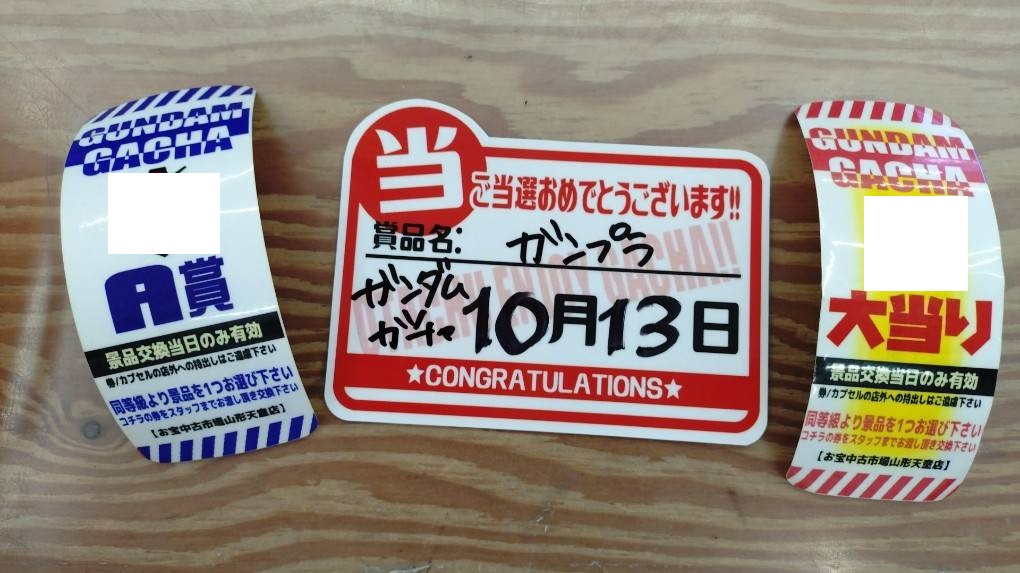 GUNDAM
GACHA
A賞
景品交換当日のみ有効
券/カプセルの店外への持出しはご遠慮下さい
同等級より景品を1つお選び下さい
コチラの券をスタッフまでお渡し頂き交換下さい
【お宝中古市場山形天童店】
当
ご当選おめでとうございます!!
賞品名: ガンプラ
ガンダム
ガチャ
10月13日
★CONGRATULATIONS★
GUNDAM
GACHA
大当り
景品交換当日のみ有効
券/カプセルの店外への持出しはご遠慮下さい
同等級より景品を1つお選び下さい
コチラの券をスタッフまでお渡し頂き交換下さい
【お宝中古市場山形天童店】